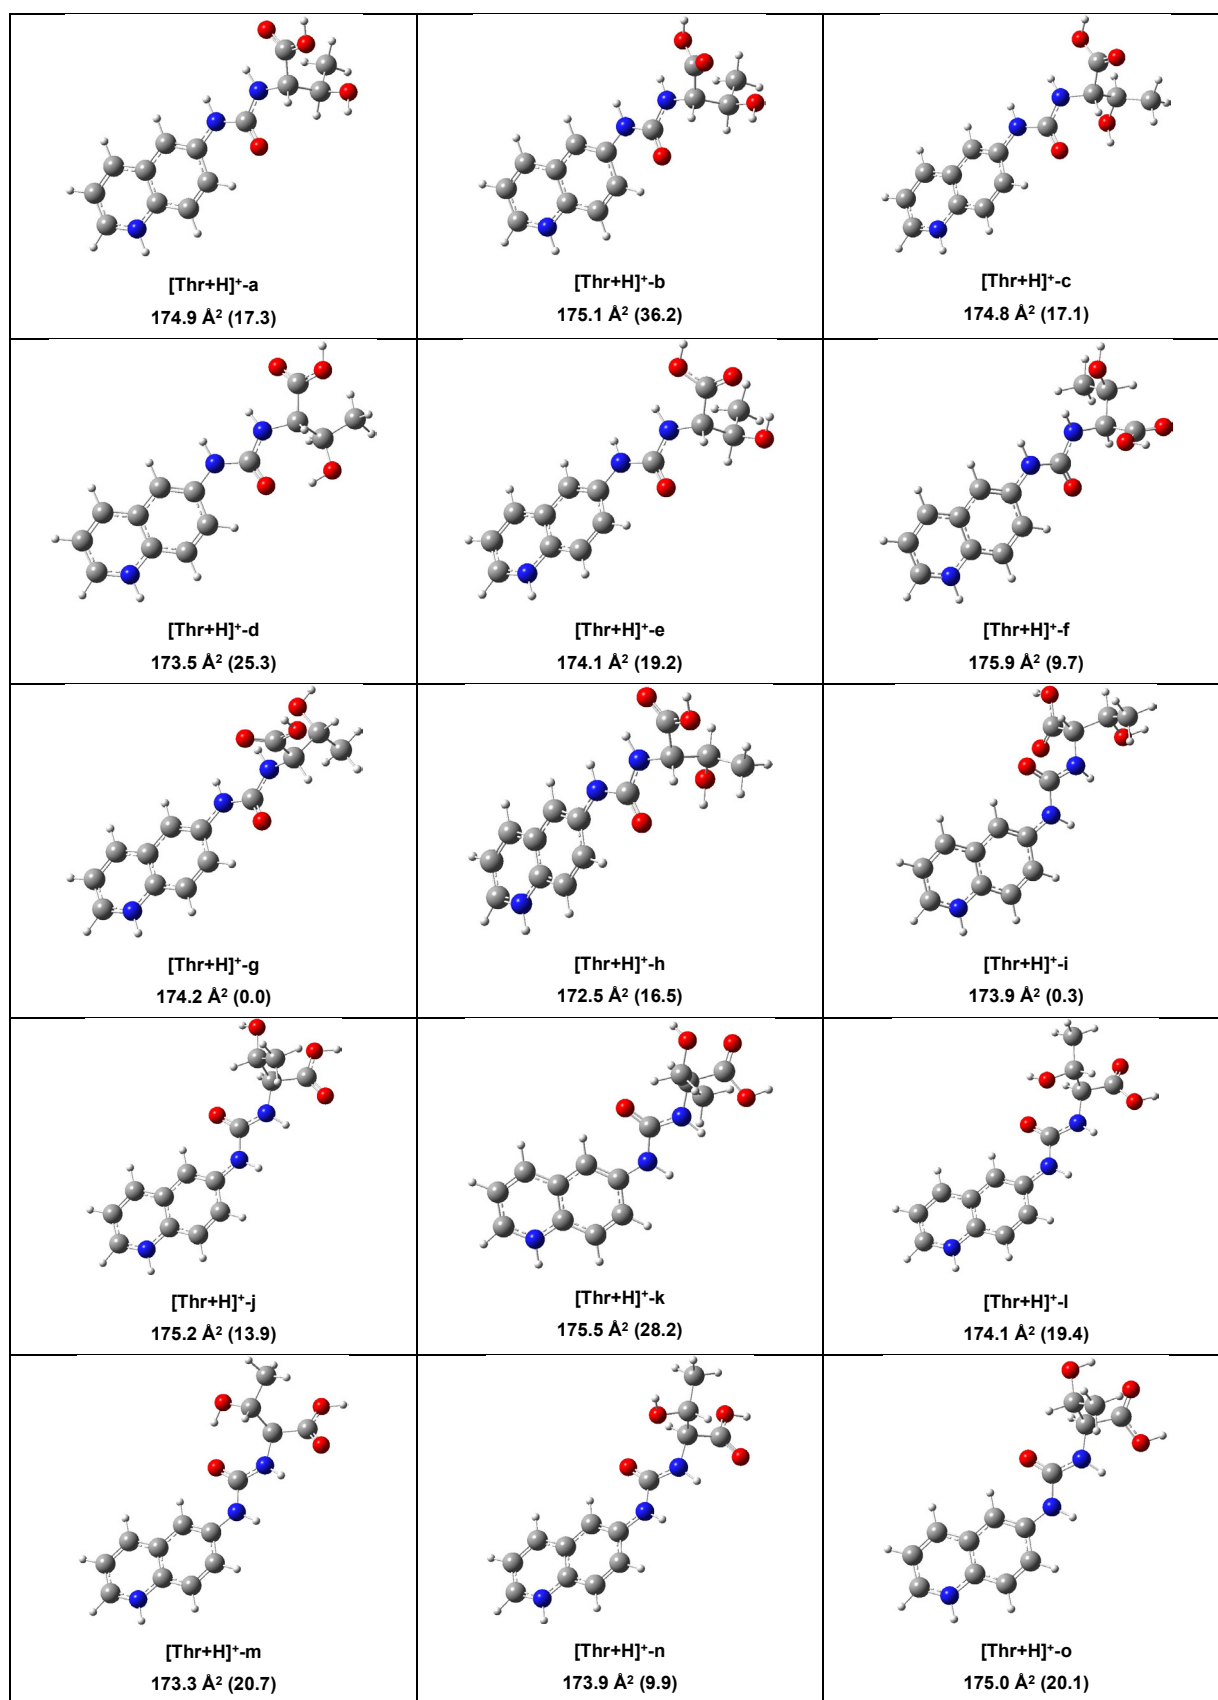 [Thr+H]⁺-a
174.9 Å² (17.3)
[Thr+H]⁺-b
175.1 Å² (36.2)
[Thr+H]⁺-c
174.8 Å² (17.1)
[Thr+H]⁺-d
173.5 Å² (25.3)
[Thr+H]⁺-e
174.1 Å² (19.2)
[Thr+H]⁺-f
175.9 Å² (9.7)
[Thr+H]⁺-g
174.2 Å² (0.0)
[Thr+H]⁺-h
172.5 Å² (16.5)
[Thr+H]⁺-i
173.9 Å² (0.3)
[Thr+H]⁺-j
175.2 Å² (13.9)
[Thr+H]⁺-k
175.5 Å² (28.2)
[Thr+H]⁺-l
174.1 Å² (19.4)
[Thr+H]⁺-m
173.3 Å² (20.7)
[Thr+H]⁺-n
173.9 Å² (9.9)
[Thr+H]⁺-o
175.0 Å² (20.1)